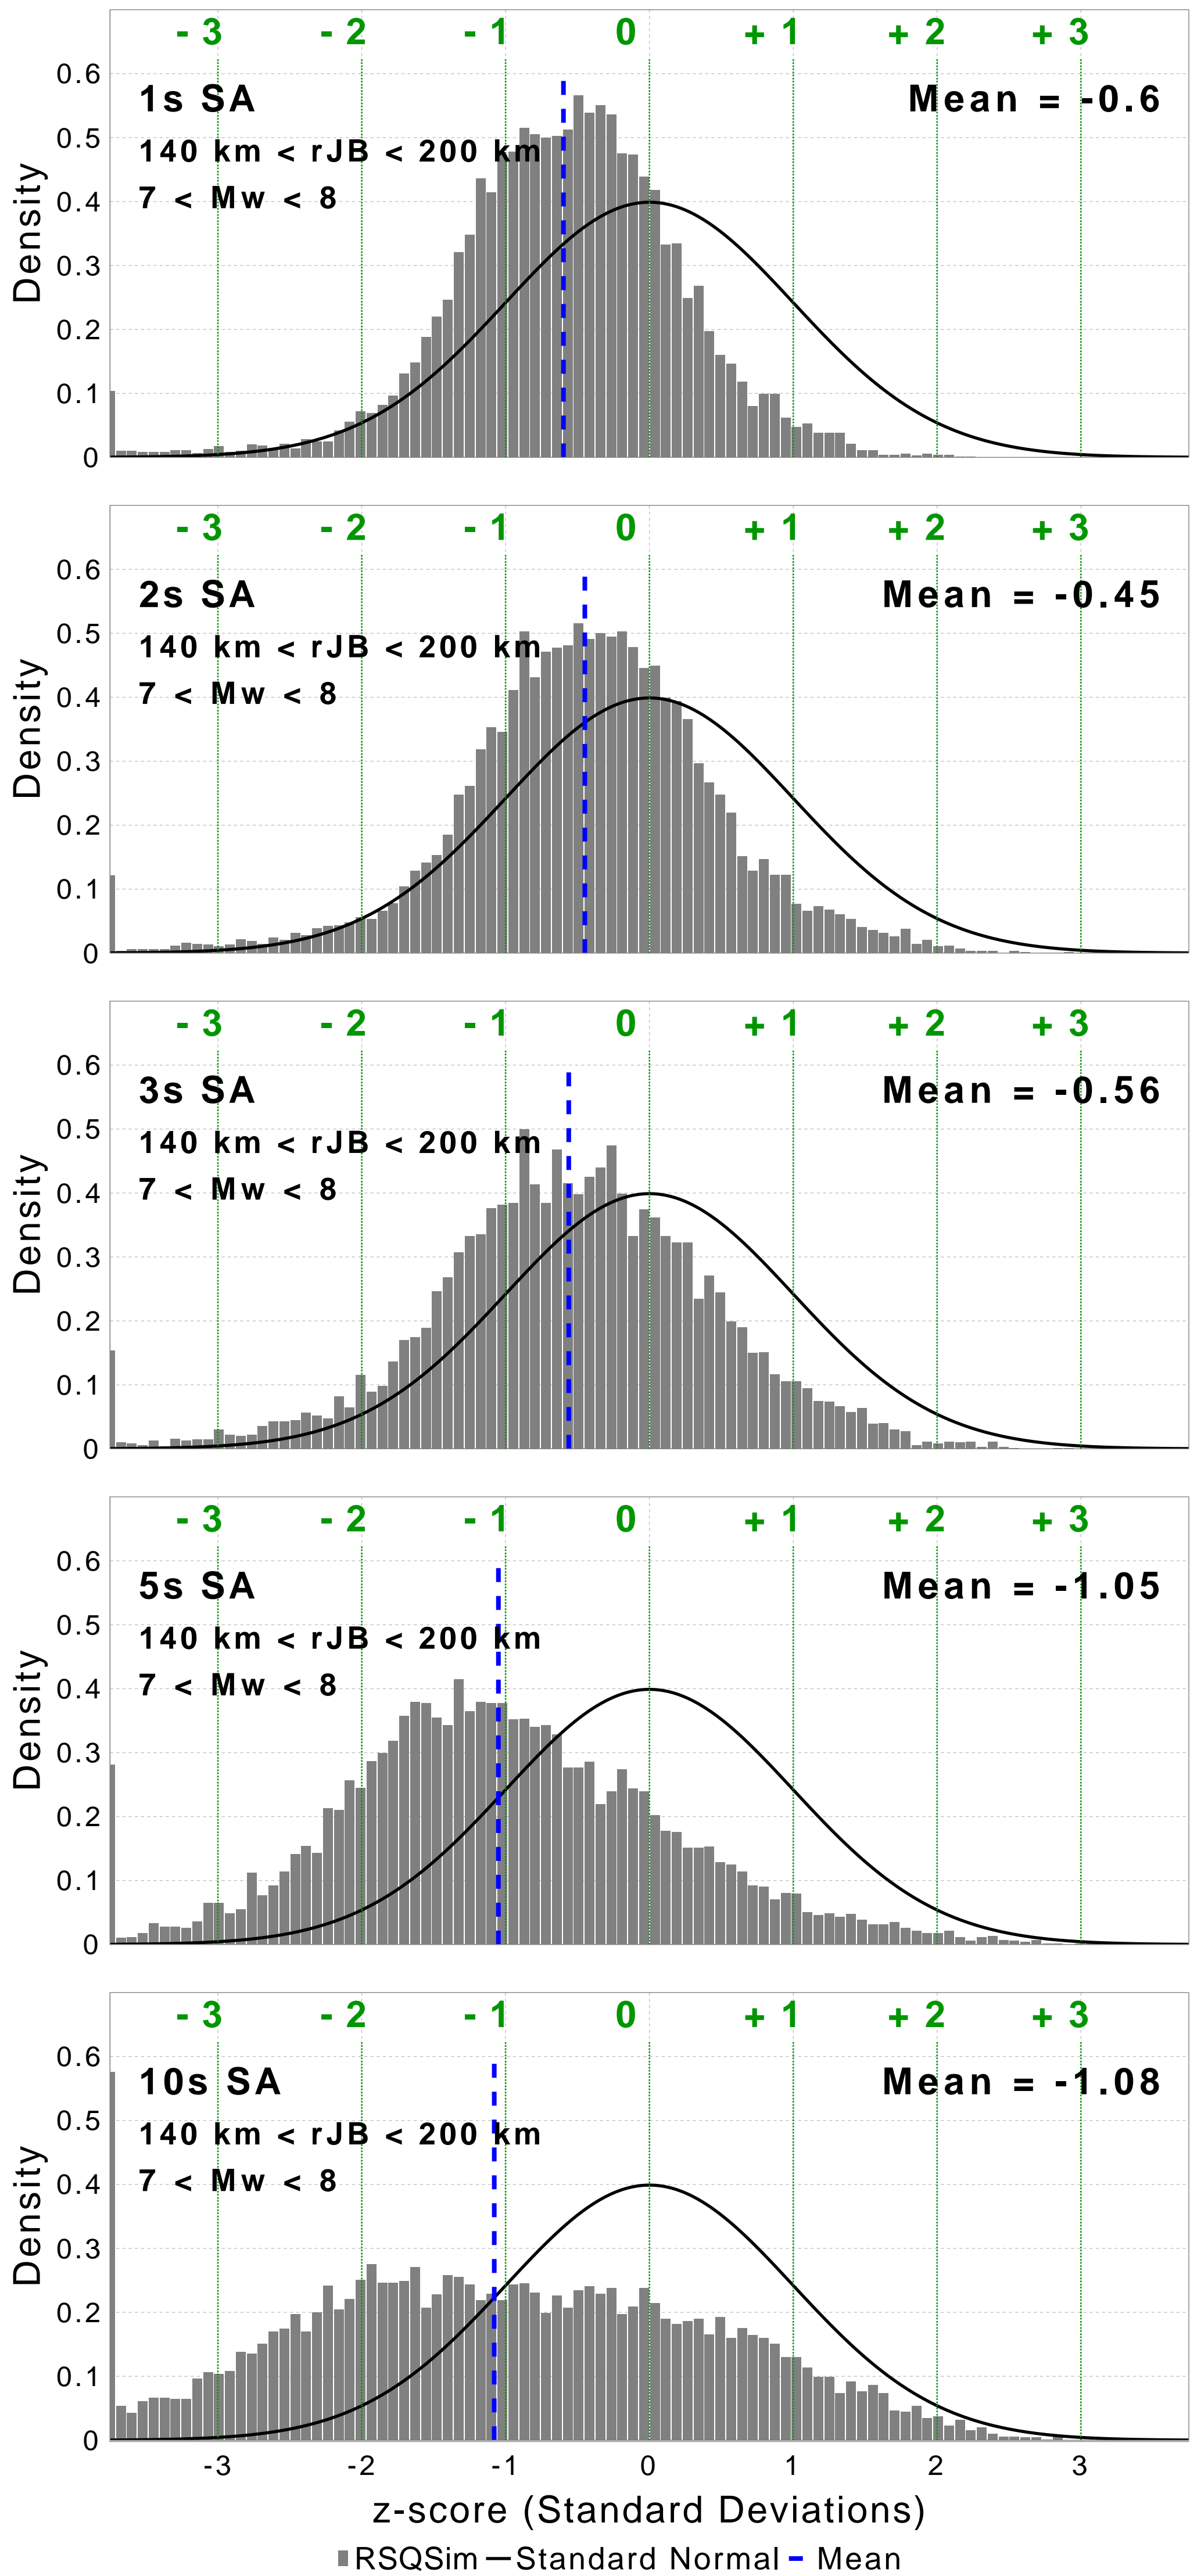 - 3 - 2 - 1 0 + 1 + 2 + 3
0.6
1s SA Mean = -0.6
0.5
140 km < rJB < 200 km
7 < Mw < 8
0.4
Density
0.3
0.2
0.1
0
- 3 - 2 - 1 0 + 1 + 2 + 3
0.6
2s SA Mean = -0.45
0.5
140 km < rJB < 200 km
7 < Mw < 8
0.4
Density
0.3
0.2
0.1
0
- 3 - 2 - 1 0 + 1 + 2 + 3
0.6
3s SA Mean = -0.56
0.5
140 km < rJB < 200 km
7 < Mw < 8
0.4
Density
0.3
0.2
0.1
0
- 3 - 2 - 1 0 + 1 + 2 + 3
0.6
5s SA Mean = -1.05
0.5
140 km < rJB < 200 km
7 < Mw < 8
0.4
Density
0.3
0.2
0.1
0
- 3 - 2 - 1 0 + 1 + 2 + 3
0.6
10s SA Mean = -1.08
0.5
140 km < rJB < 200 km
7 < Mw < 8
0.4
Density
0.3
0.2
0.1
0
-3 -2 -1 0 1 2 3
z-score (Standard Deviations)
RSQSim Standard Normal Mean